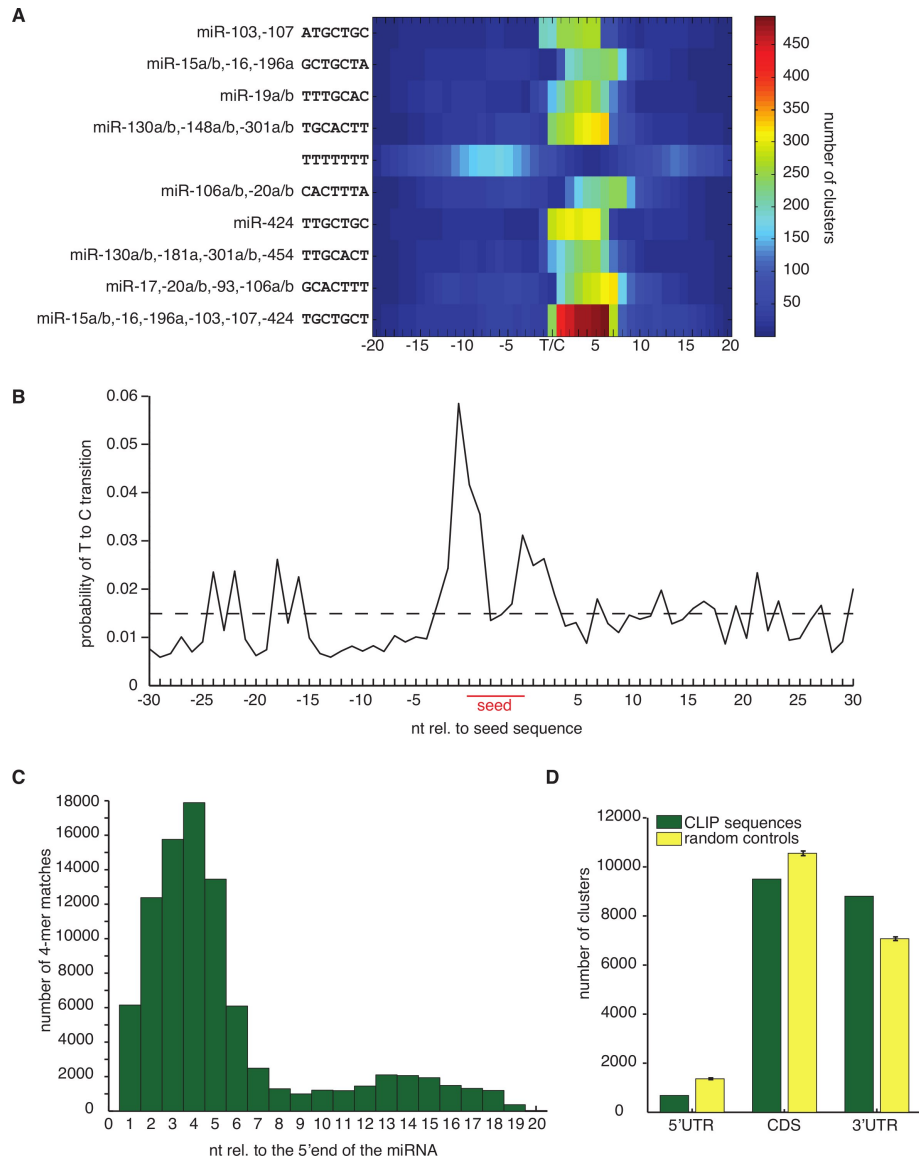 A
miR-103,-107 ATGCTGC
miR-15a/b,-16,-196a GCTGCTA
miR-19a/b TTTGCAC
miR-130a/b,-148a/b,-301a/b TGCACTT
TTTTTTT
miR-106a/b,-20a/b CACTTTA
miR-424 TTGCTGC
miR-130a/b,-181a,-301a/b,-454 TTGCACT
miR-17,-20a/b,-93,-106a/b GCACTTT
miR-15a/b,-16,-196a,-103,-107,-424 TGCTGCT
-20 -15 -10 -5 T/C 5 10 15 20
450
400
350
300
250
200
150
100
50
number of clusters
B
0.06
0.05
0.04
0.03
0.02
0.01
0
probability of T to C transition
-30 -25 -20 -15 -10 -5 5 10 15 20 25 30
seed
nt rel. to seed sequence
C
18000
16000
14000
12000
10000
8000
6000
4000
2000
0
number of 4-mer matches
0 1 2 3 4 5 6 7 8 9 10 11 12 13 14 15 16 17 18 19 20
nt rel. to the 5'end of the miRNA
D
12000
10000
8000
6000
4000
2000
0
number of clusters
CLIP sequences
random controls
5'UTR CDS 3'UTR